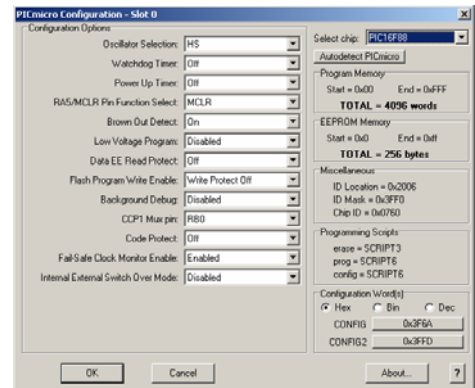 PICmicro Configuration - Slot 0
Configuration Options
Oscillator Selection: HS
Watchdog Timer: Off
Power Up Timer: Off
RA5/MCLR Pin Function Select: MCLR
Brown Out Detect: On
Low Voltage Program: Disabled
Data EE Read Protect: Off
Flash Program Write Enable: Write Protect Off
Background Debug: Disabled
CCP1 Mux pin: RB0
Code Protect: Off
Fail-Safe Clock Monitor Enable: Enabled
Internal External Switch Over Mode: Disabled
OK
Cancel
Select chip: PIC16F88
Autodetect PICmicro
Program Memory
Start = 0x00 End = 0xFFF
TOTAL = 4096 words
EEPROM Memory
Start = 0x0 End = 0xff
TOTAL = 256 bytes
Miscellaneous
ID Location = 0x2006
ID Mask = 0x3FF0
Chip ID = 0x0760
Programming Scripts
erase = SCRIPT3
prog = SCRIPT6
config = SCRIPT6
Configuration Word(s)
Hex Bin Dec
CONFIG 0x3F6A
CONFIG2 0x3FFD
About...
?